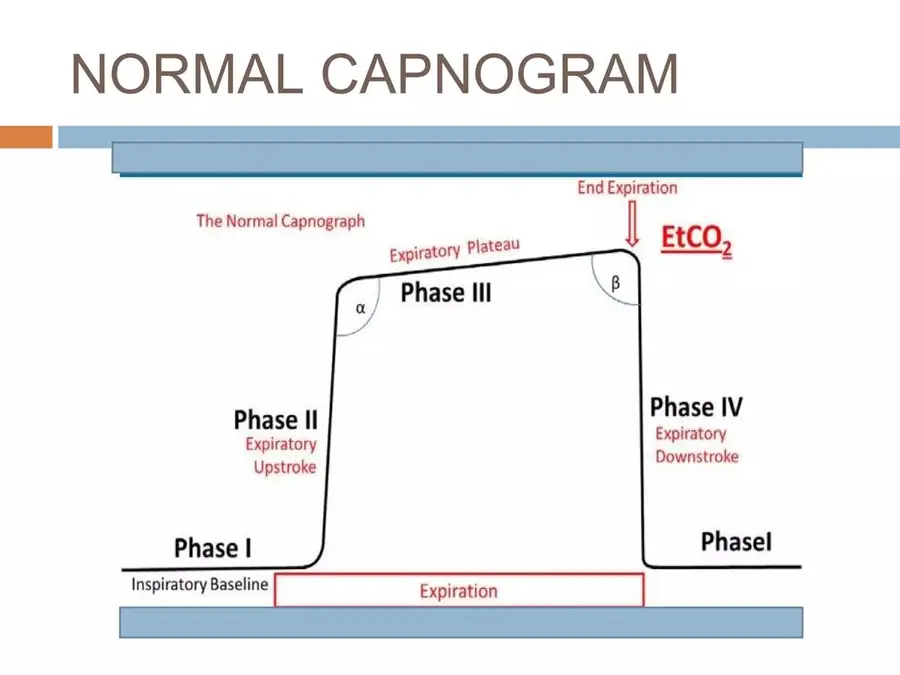 NORMAL CAPNOGRAM
End Expiration
The Normal Capnograph
EtCO₂
Expiratory Plateau
Phase III
α
β
Phase II
Expiratory
Upstroke
Phase IV
Expiratory
Downstroke
Phase I
PhaseI
Inspiratory Baseline
Expiration